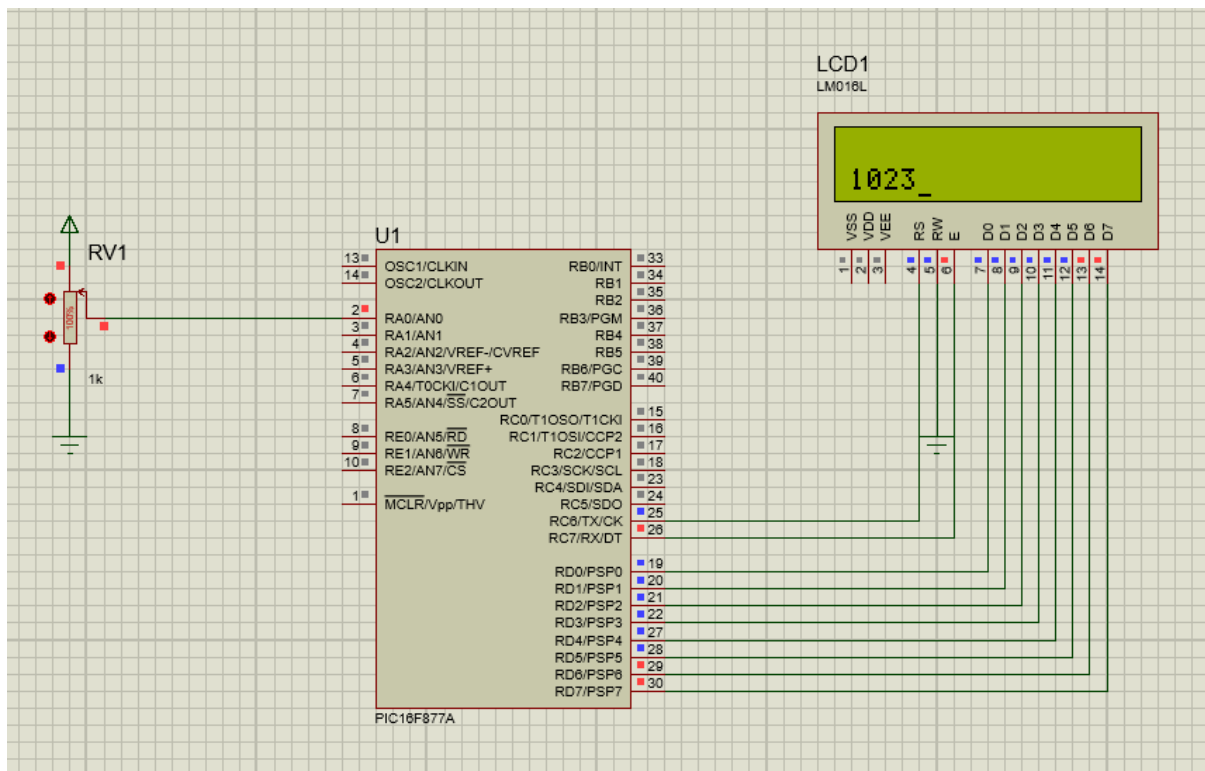 LCD1
LM016L
1023_
VSS
VDD
VEE
RS
RW
E
D0
D1
D2
D3
D4
D5
D6
D7
1
2
3
4
5
6
7
8
9
10
11
12
13
14
RV1
100%
1k
U1
13 OSC1/CLKIN
14 OSC2/CLKOUT
2 RA0/AN0
3 RA1/AN1
4 RA2/AN2/VREF-/CVREF
5 RA3/AN3/VREF+
6 RA4/T0CKI/C1OUT
7 RA5/AN4/SS/C2OUT
8 RE0/AN5/RD
9 RE1/AN6/WR
10 RE2/AN7/CS
1 MCLR/Vpp/THV
RB0/INT 33
RB1 34
RB2 35
RB3/PGM 36
RB4 37
RB5 38
RB6/PGC 39
RB7/PGD 40
RC0/T1OSO/T1CKI 15
RC1/T1OSI/CCP2 16
RC2/CCP1 17
RC3/SCK/SCL 18
RC4/SDI/SDA 23
RC5/SDO 24
RC6/TX/CK 25
RC7/RX/DT 26
RD0/PSP0 19
RD1/PSP1 20
RD2/PSP2 21
RD3/PSP3 22
RD4/PSP4 27
RD5/PSP5 28
RD6/PSP6 29
RD7/PSP7 30
PIC16F877A